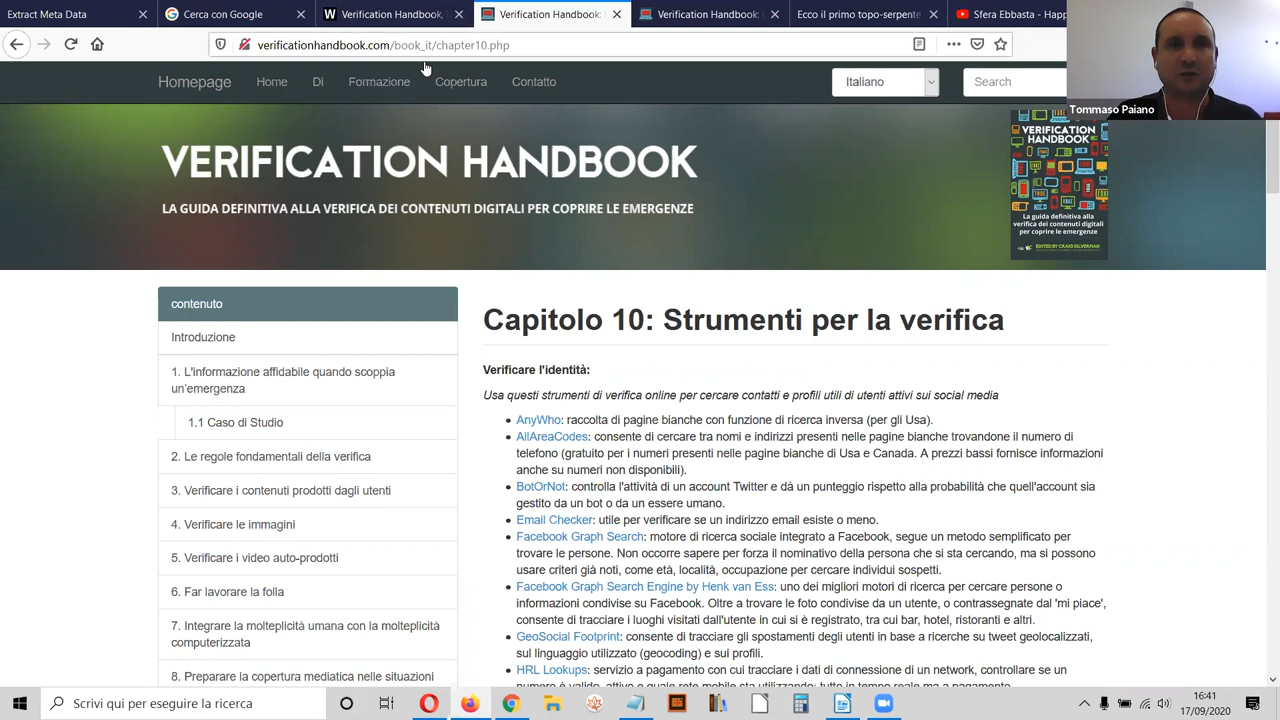 Extract Meta Data
Cerca con Google
Verification Handbook,
Verification Handbook:
Verification Handbook:
Ecco il primo topo-serpente
Sfera Ebbasta - Hap
verificationhandbook.com/book_it/chapter10.php
Homepage Home Di Formazione Copertura Contatto Italiano Search
Tommaso Paiano
VERIFICATION HANDBOOK
LA GUIDA DEFINITIVA ALLA VERIFICA DEI CONTENUTI DIGITALI PER COPRIRE LE EMERGENZE
VERIFICATION
HANDBOOK
La guida definitiva alla
verifica dei contenuti digitali
per coprire le emergenze
EDITED BY CRAIG SILVERMAN
contenuto
Introduzione
1. L'informazione affidabile quando scoppia
un'emergenza
1.1 Caso di Studio
2. Le regole fondamentali della verifica
3. Verificare i contenuti prodotti dagli utenti
4. Verificare le immagini
5. Verificare i video auto-prodotti
6. Far lavorare la folla
7. Integrare la molteplicità umana con la molteplicità
computerizzata
8. Preparare la copertura mediatica nelle situazioni
Capitolo 10: Strumenti per la verifica
Verificare l'identità:
Usa questi strumenti di verifica online per cercare contatti e profili utili di utenti attivi sui social media
• AnyWho: raccolta di pagine bianche con funzione di ricerca inversa (per gli Usa).
• AllAreaCodes: consente di cercare tra nomi e indirizzi presenti nelle pagine bianche trovandone il numero di
telefono (gratuito per i numeri presenti nelle pagine bianche di Usa e Canada. A prezzi bassi fornisce informazioni
anche su numeri non disponibili).
• BotOrNot: controlla l'attività di un account Twitter e dà un punteggio rispetto alla probabilità che quell'account sia
gestito da un bot o da un essere umano.
• Email Checker: utile per verificare se un indirizzo email esiste o meno.
• Facebook Graph Search: motore di ricerca sociale integrato a Facebook, segue un metodo semplificato per
trovare le persone. Non occorre sapere per forza il nominativo della persona che si sta cercando, ma si possono
usare criteri già noti, come età, località, occupazione per cercare individui sospetti.
• Facebook Graph Search Engine by Henk van Ess: uno dei migliori motori di ricerca per cercare persone o
informazioni condivise su Facebook. Oltre a trovare le foto condivise da un utente, o contrassegnate dal 'mi piace',
consente di tracciare i luoghi visitati dall'utente in cui si è registrato, tra cui bar, hotel, ristoranti e altri.
• GeoSocial Footprint: consente di tracciare gli spostamenti degli utenti in base a ricerche su tweet geolocalizzati,
sul linguaggio utilizzato (geocoding) e sui profili.
• HRL Lookups: servizio a pagamento con cui tracciare i dati di connessione di un network, controllare se un
numero è valido, attivo e quale rete mobile sta utilizzando: tutto in tempo reale ma a pagamento.
Scrivi qui per eseguire la ricerca
16:41
17/09/2020